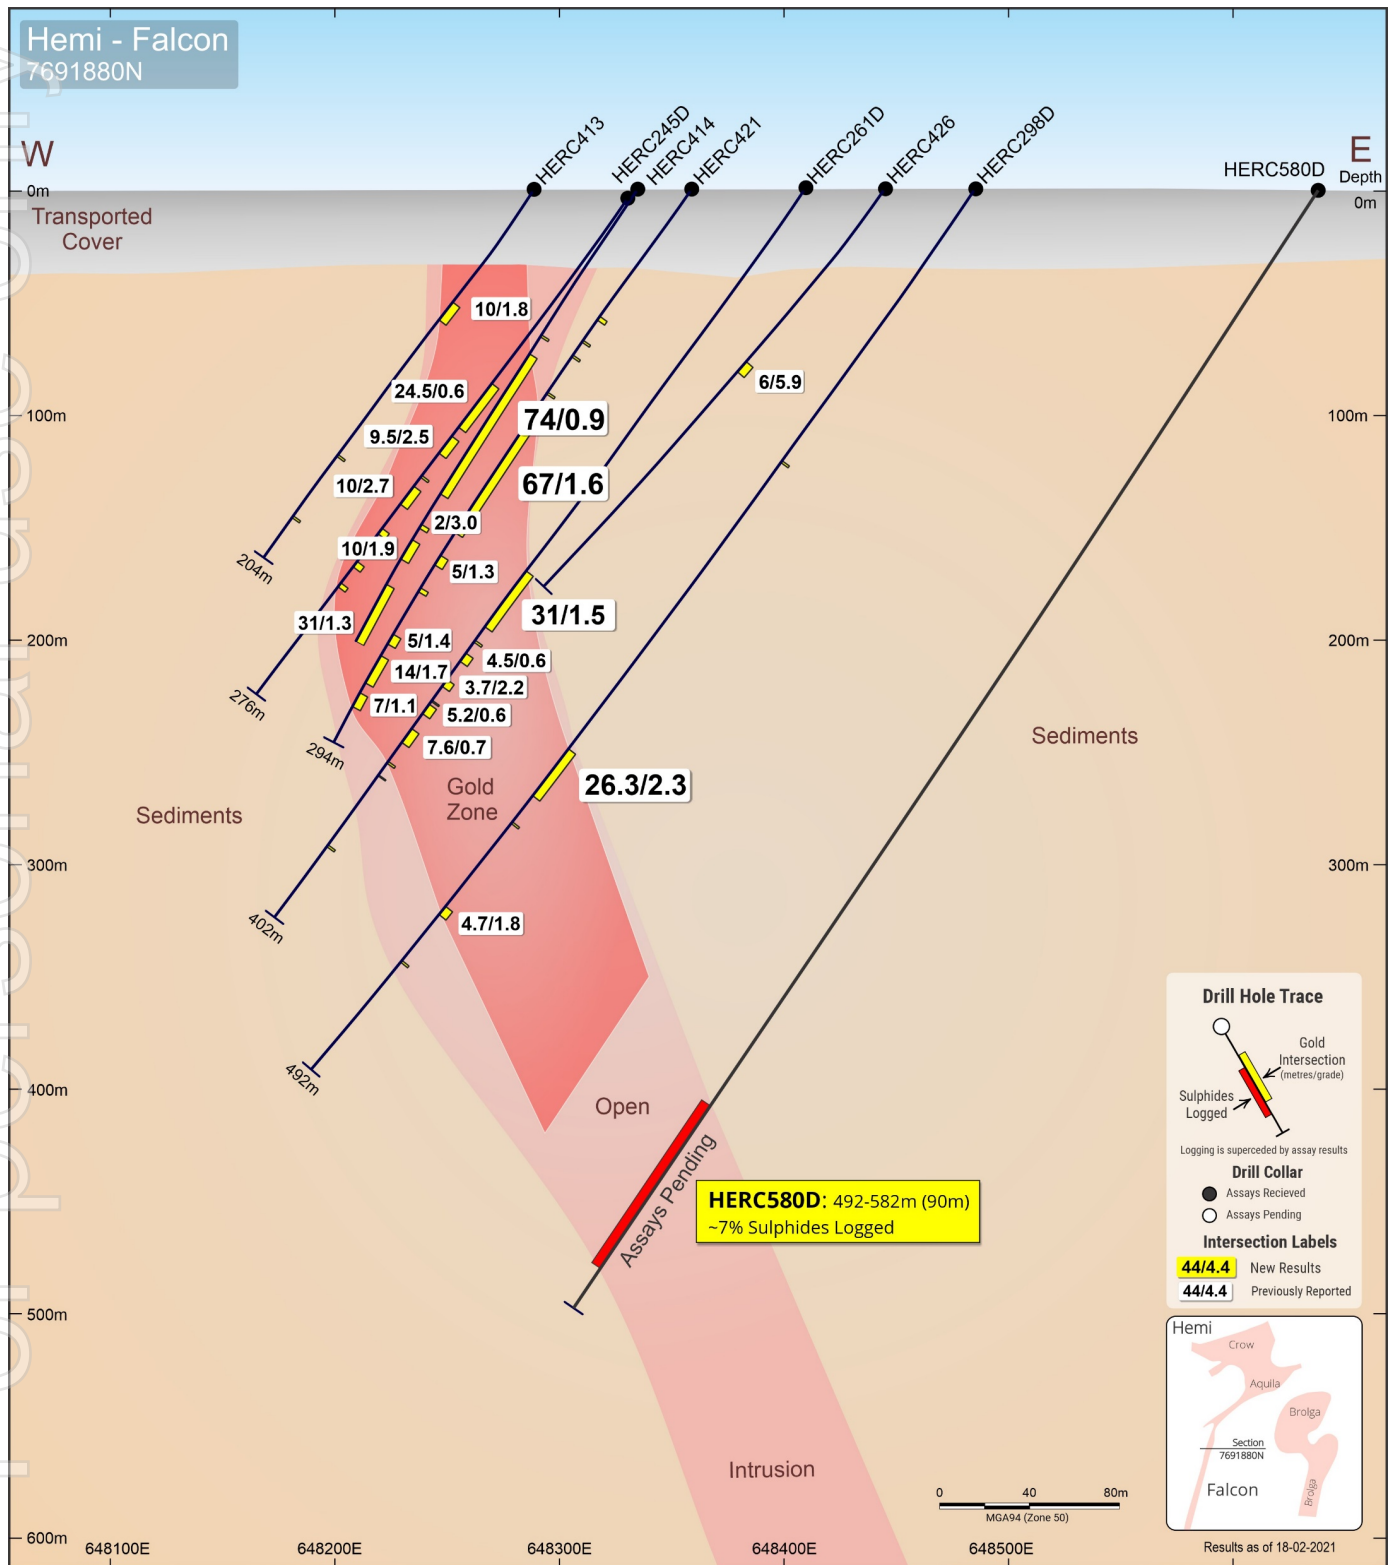 Hemi - Falcon
7691880N
W
E
HERC413
HERC245D
HERC414
HERC421
HERC261D
HERC426
HERC298D
HERC580D
Depth
0m
0m
Transported
Cover
10/1.8
24.5/0.6
6/5.9
100m
100m
74/0.9
9.5/2.5
67/1.6
10/2.7
2/3.0
10/1.9
5/1.3
204m
31/1.5
31/1.3
200m
200m
5/1.4
4.5/0.6
14/1.7
3.7/2.2
276m
7/1.1
5.2/0.6
294m
7.6/0.7
Sediments
26.3/2.3
Gold
Zone
Sediments
300m
300m
402m
4.7/1.8
492m
400m
400m
Open
Assays Pending
HERC580D: 492-582m (90m)
~7% Sulphides Logged
500m
Intrusion
600m
Drill Hole Trace
Gold
Intersection
(metres/grade)
Sulphides
Logged
Logging is superceded by assay results
Drill Collar
Assays Recieved
Assays Pending
Intersection Labels
44/4.4 New Results
44/4.4 Previously Reported
Hemi
Crow
Aquila
Brolga
Section
7691880N
Falcon
Brolga
0 40 80m
MGA94 (Zone 50)
648100E 648200E 648300E 648400E 648500E
Results as of 18-02-2021
For personal use only